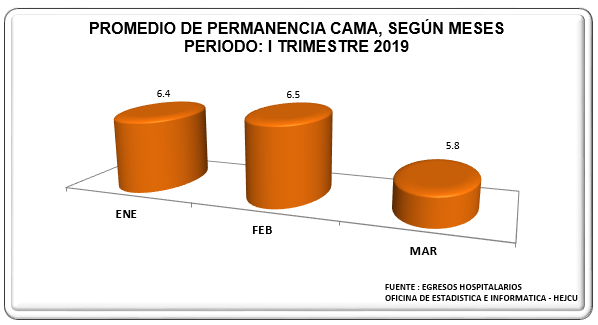 PROMEDIO DE PERMANENCIA CAMA, SEGÚN MESES
PERIODO: I TRIMESTRE 2019
6.4
6.5
5.8
ENE
FEB
MAR
FUENTE : EGRESOS HOSPITALARIOS
OFICINA DE ESTADISTICA E INFORMATICA - HEJCU